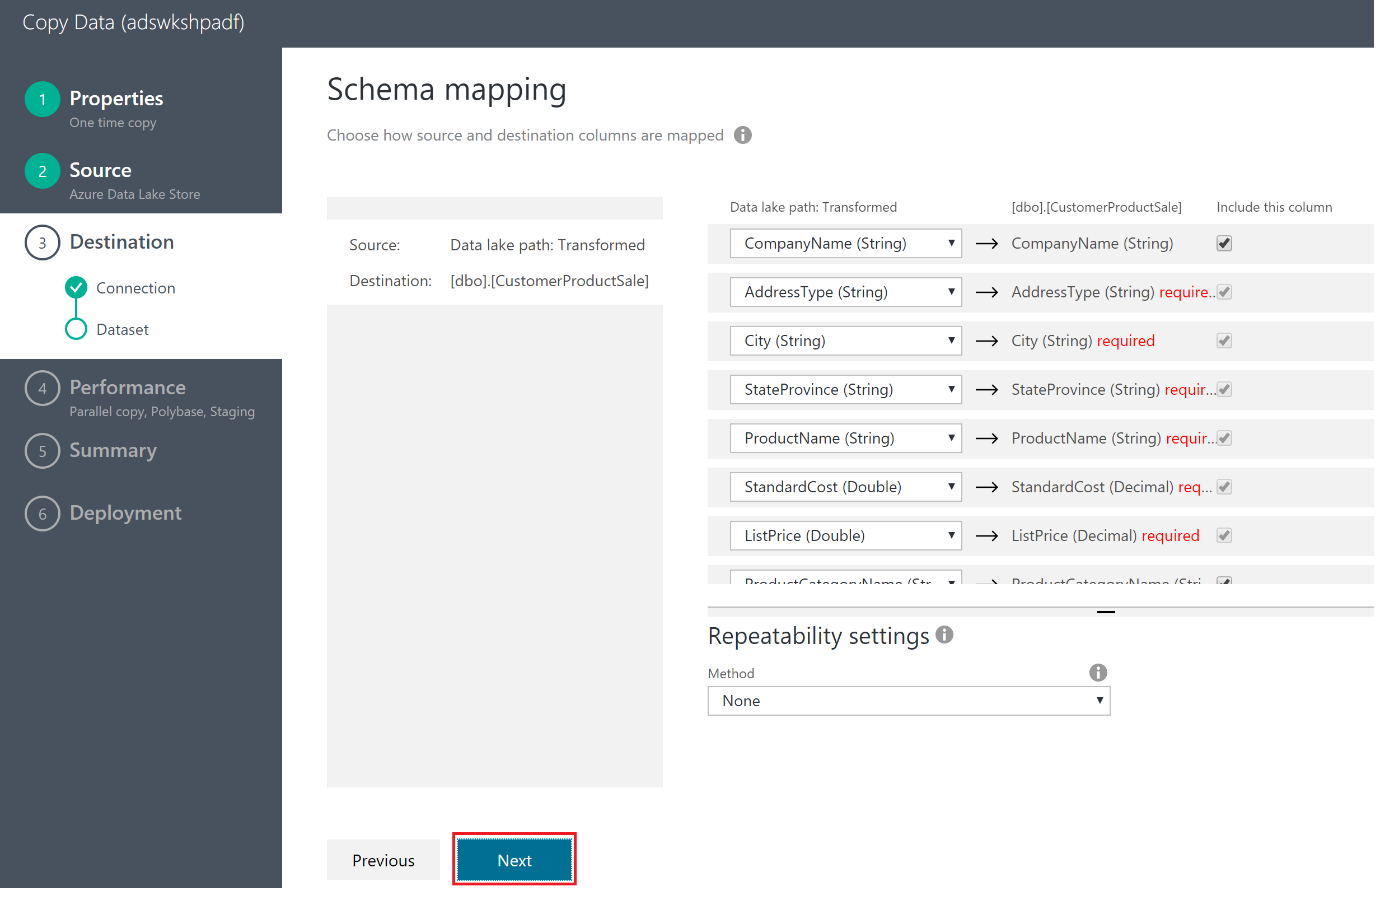 Copy Data (adswkshpadf)
1 Properties
One time copy
2 Source
Azure Data Lake Store
3 Destination
Connection
Dataset
4 Performance
Parallel copy, Polybase, Staging
5 Summary
6 Deployment
Schema mapping
Choose how source and destination columns are mapped
Source: Data lake path: Transformed
Destination: [dbo].[CustomerProductSale]
Data lake path: Transformed [dbo].[CustomerProductSale] Include this column
CompanyName (String) → CompanyName (String)
AddressType (String) → AddressType (String) require...
City (String) → City (String) required
StateProvince (String) → StateProvince (String) requir...
ProductName (String) → ProductName (String) requir...
StandardCost (Double) → StandardCost (Decimal) req...
ListPrice (Double) → ListPrice (Decimal) required
ProductCategoryName (Str → ProductCategoryName (Stri
Repeatability settings
Method
None
Previous Next